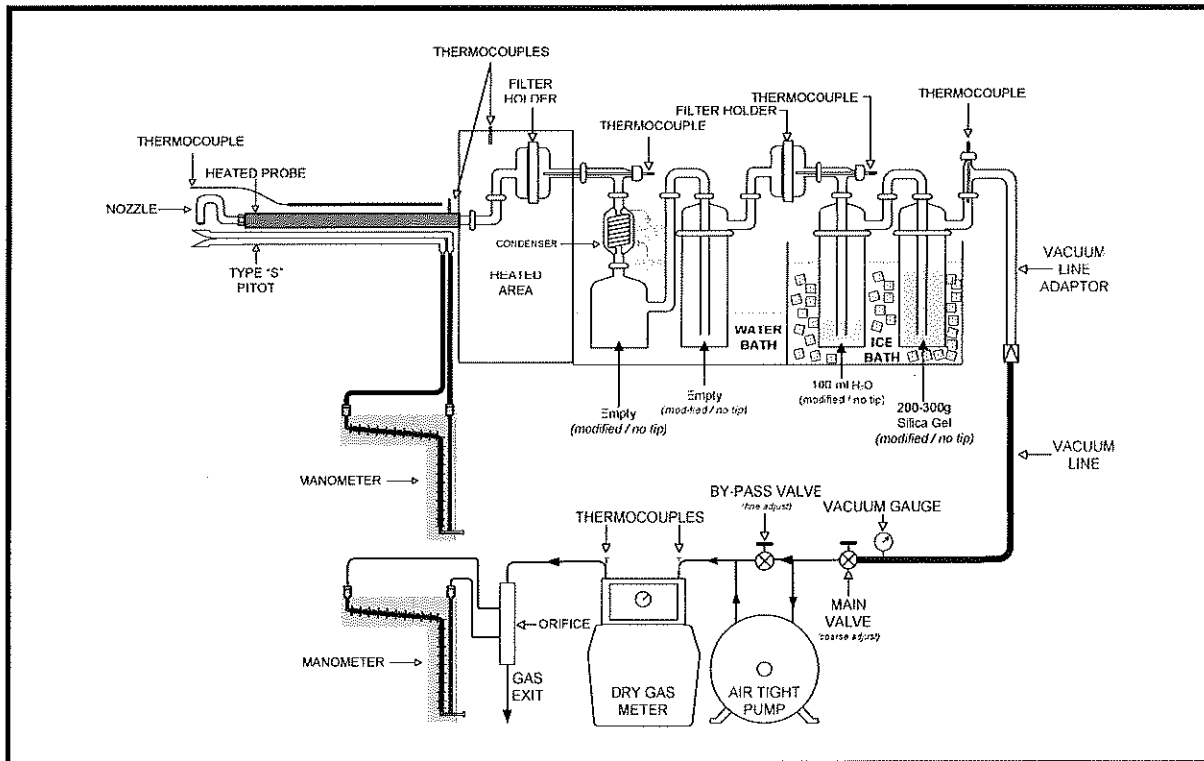 THERMOCOUPLES
FILTER
HOLDER
THERMOCOUPLE
FILTER HOLDER
THERMOCOUPLE
THERMOCOUPLE
THERMOCOUPLE
HEATED PROBE
NOZZLE
TYPE "S"
PITOT
CONDENSER
HEATED
AREA
WATER
BATH
ICE
BATH
VACUUM
LINE
ADAPTOR
Empty
(modified / no tip)
Empty
(modified / no tip)
100 ml H₂O
(modified / no tip)
200-300g
Silica Gel
(modified / no tip)
VACUUM
LINE
MANOMETER
BY-PASS VALVE
(fine adjust)
VACUUM GAUGE
THERMOCOUPLES
MAIN
VALVE
(coarse adjust)
ORIFICE
MANOMETER
GAS
EXIT
DRY GAS
METER
AIR TIGHT
PUMP